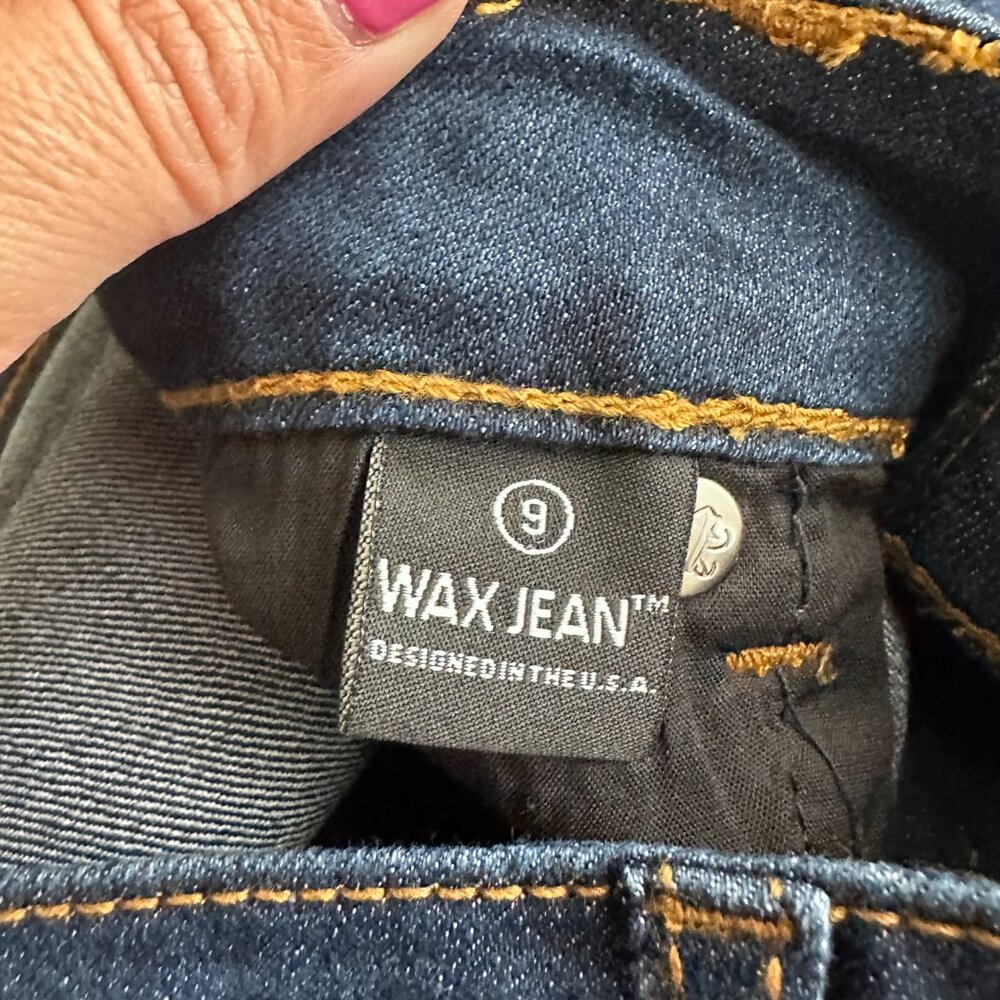 9
WAX JEAN™
DESIGNED IN THE U.S.A.